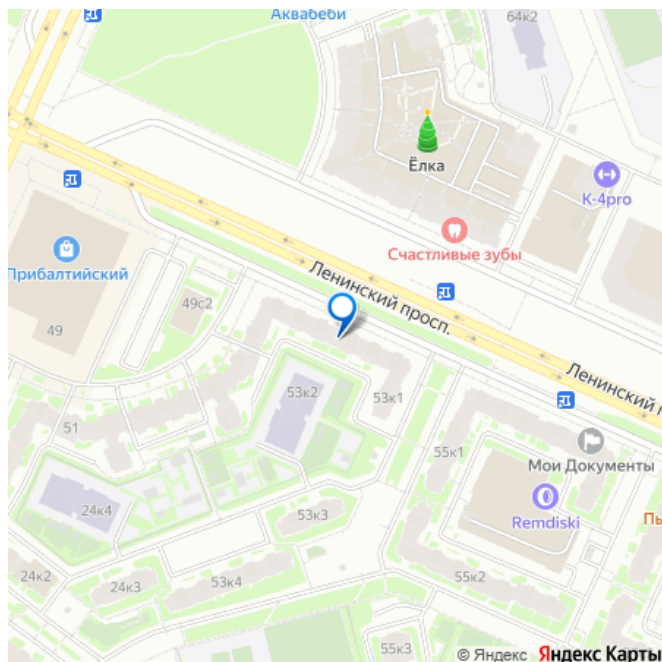 Аквабеби
64к2
Ёлка
К-4pro
Счастливые зубы
Прибалтийский
49
49с2
Ленинский просп.
Ленинский п
53к2
53к1
51
55к1
Мои Документы
Remdiski
Пы
24к4
53к3
24к2
24к3
53к4
55к2
55к3
© Яндекс Яндекс Карты